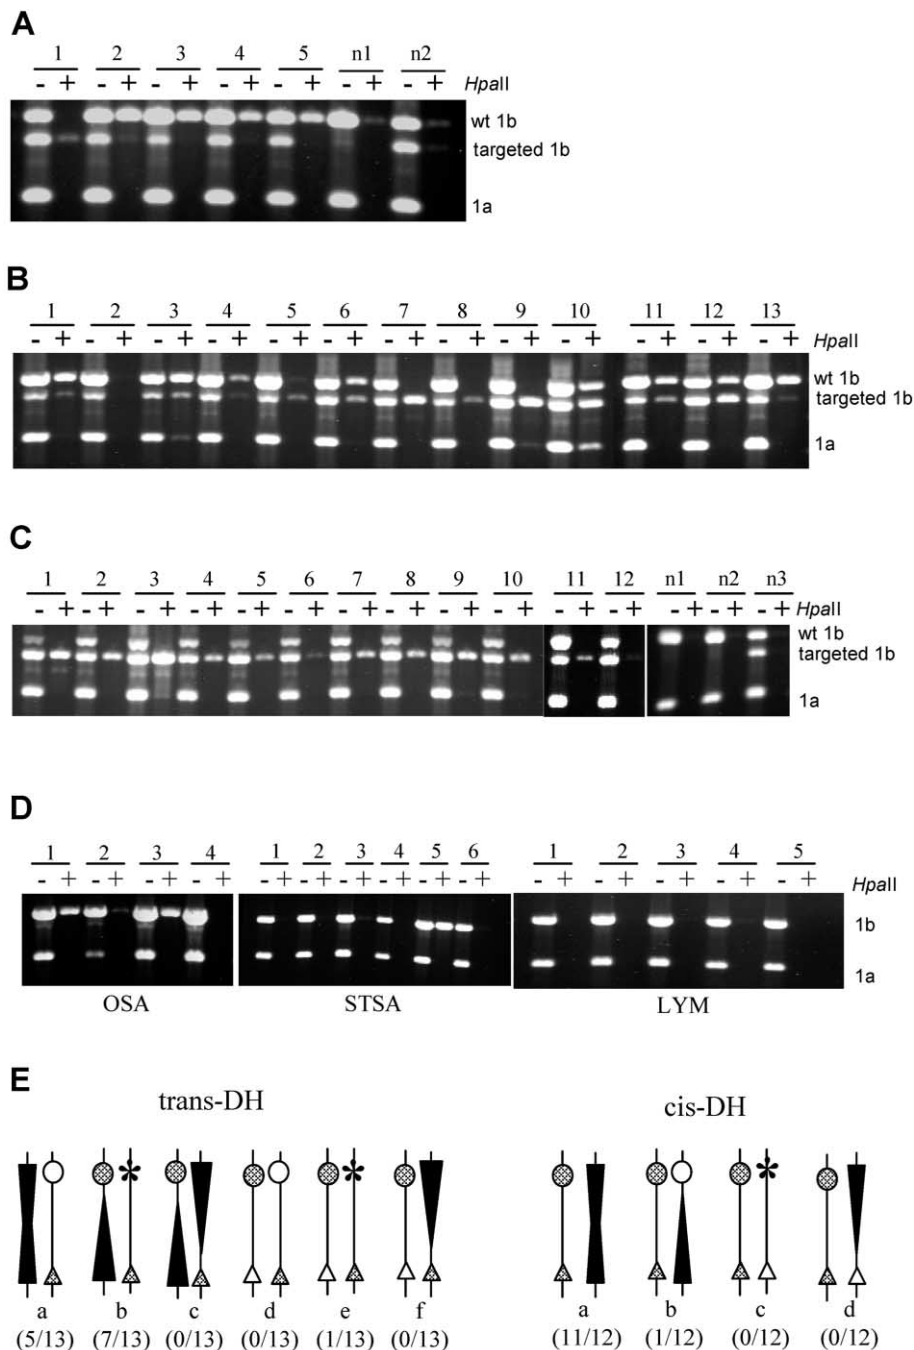 A
1 2 3 4 5 n1 n2
- + - + - + - + - + - + - + HpaII
wt 1b
targeted 1b
1a
B
1 2 3 4 5 6 7 8 9 10 11 12 13
- + - + - + - + - + - + - + - + - + - + - + - + - +
HpaII
wt 1b
targeted 1b
1a
C
1 2 3 4 5 6 7 8 9 10 11 12 n1 n2 n3
- + - + - + - + - + - + - + - + - + - + - + - + - + - + - + HpaII
wt 1b
targeted 1b
1a
D
1 2 3 4 1 2 3 4 5 6 1 2 3 4 5
- + - + - + - + - + - + - + - + - + - + - + - + - + - + - + HpaII
1b
1a
OSA STSA LYM
E
trans-DH cis-DH
* * *
a b c d e f a b c d
(5/13) (7/13) (0/13) (0/13) (1/13) (0/13) (11/12) (1/12) (0/12) (0/12)